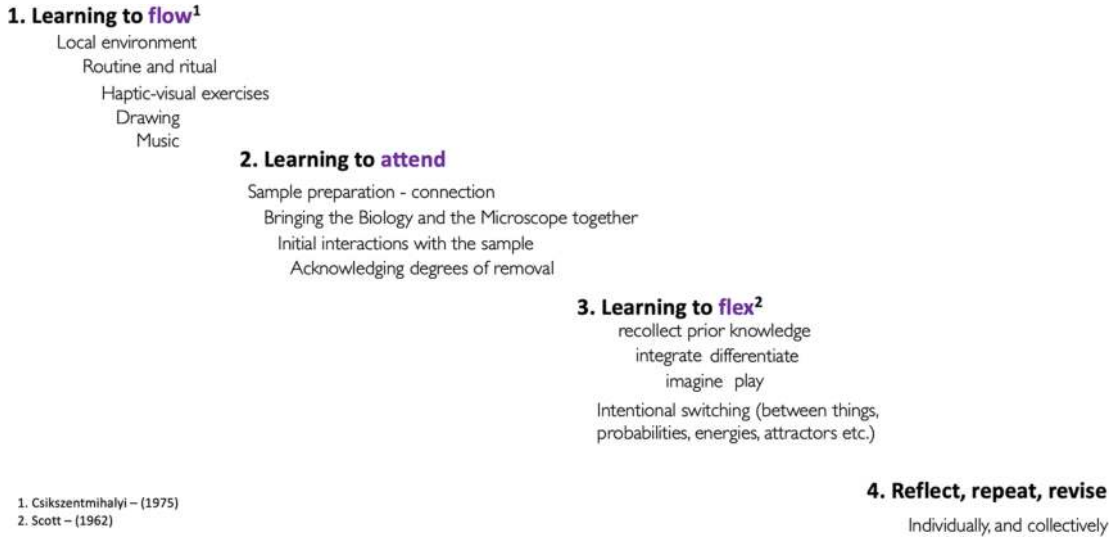 1. Learning to flow¹
Local environment
Routine and ritual
Haptic-visual exercises
Drawing
Music
2. Learning to attend
Sample preparation - connection
Bringing the Biology and the Microscope together
Initial interactions with the sample
Acknowledging degrees of removal
3. Learning to flex²
recollect prior knowledge
integrate differentiate
imagine play
Intentional switching (between things,
probabilities, energies, attractors etc.)
4. Reflect, repeat, revise
Individually, and collectively
1. Csikszentmihalyi – (1975)
2. Scott – (1962)